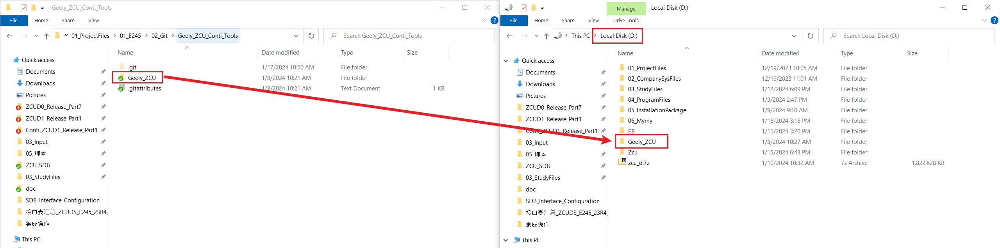 Geely_ZCU_Conti_Tools
File Home Share View
« 01_ProjectFiles > 01_E245 > 02_Git > Geely_ZCU_Conti_Tools
Search Geely_ZCU_Conti_Tools
Name Date modified Type Size
.git 1/17/2024 10:50 AM File folder
Geely_ZCU 1/8/2024 10:21 AM File folder
.gitattributes 1/8/2024 10:21 AM Text Document 1 KB
Quick access
Documents
Downloads
Pictures
ZCUD0_Release_Part7
ZCUD1_Release_Part1
Conti_ZCUD1_Release_Part1
03_Input
05_脚本
ZCU_SDB
03_StudyFiles
doc
SDB_Interface_Configuration
接口表汇总_ZCUDS_E245_23R4_
集成操作
This PC
Manage Local Disk (D:)
File Home Share View Drive Tools
> This PC > Local Disk (D:)
Search Local Disk (D:)
Name Date modified Type Size
01_ProjectFiles 12/19/2023 10:05 AM File folder
02_CompanySysFiles 12/19/2023 11:01 AM File folder
03_StudyFiles 1/12/2024 6:09 PM File folder
04_ProgramFiles 1/9/2024 2:47 PM File folder
05_InstallationPackage 1/9/2024 9:10 AM File folder
06_Mymy 1/18/2024 3:16 PM File folder
EB 1/11/2024 3:20 PM File folder
Geely_ZCU 1/8/2024 10:27 AM File folder
Zcu 1/15/2024 6:43 PM File folder
zcu_d.7z 1/10/2024 10:32 AM 7z Archive 1,822,628 KB
Quick access
Documents
Downloads
Pictures
ZCUD0_Release_Part7
ZCUD1_Release_Part1
Conti_ZCUD1_Release_Part1
03_Input
05_脚本
ZCU_SDB
03_StudyFiles
doc
SDB_Interface_Configuration
接口表汇总_ZCUDS_E245_23R4_
集成操作
This PC